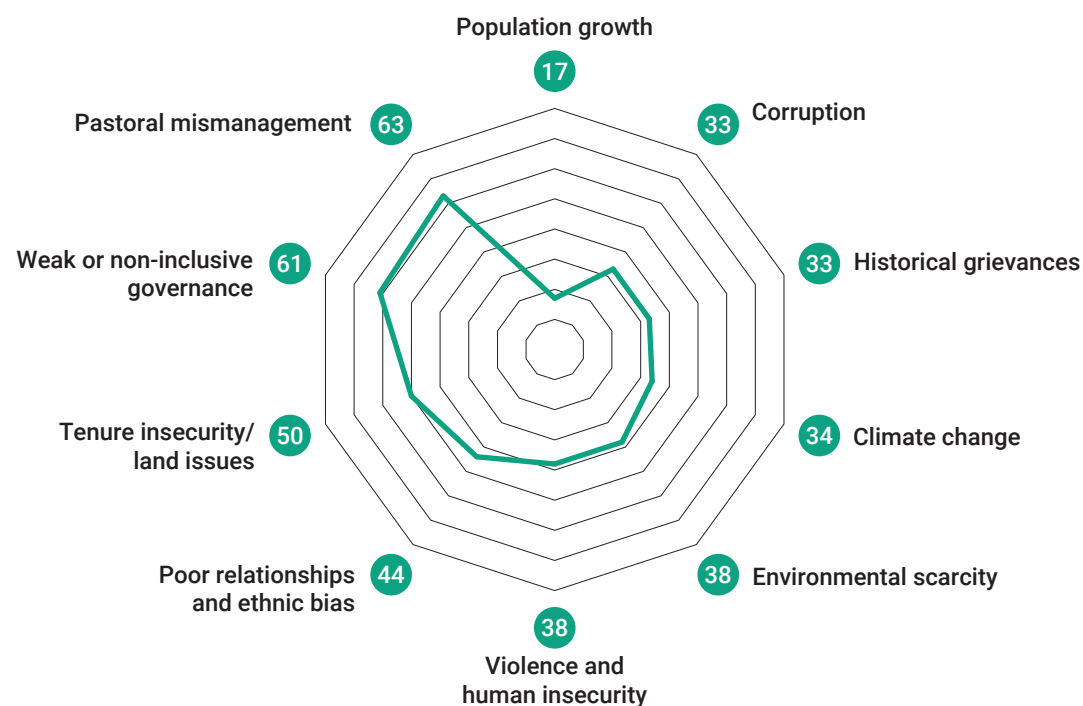 Population growth
17
Corruption
33
Historical grievances
33
Climate change
34
Environmental scarcity
38
Violence and
human insecurity
38
Poor relationships
and ethnic bias
44
Tenure insecurity/
land issues
50
Weak or non-inclusive
governance
61
Pastoral mismanagement
63